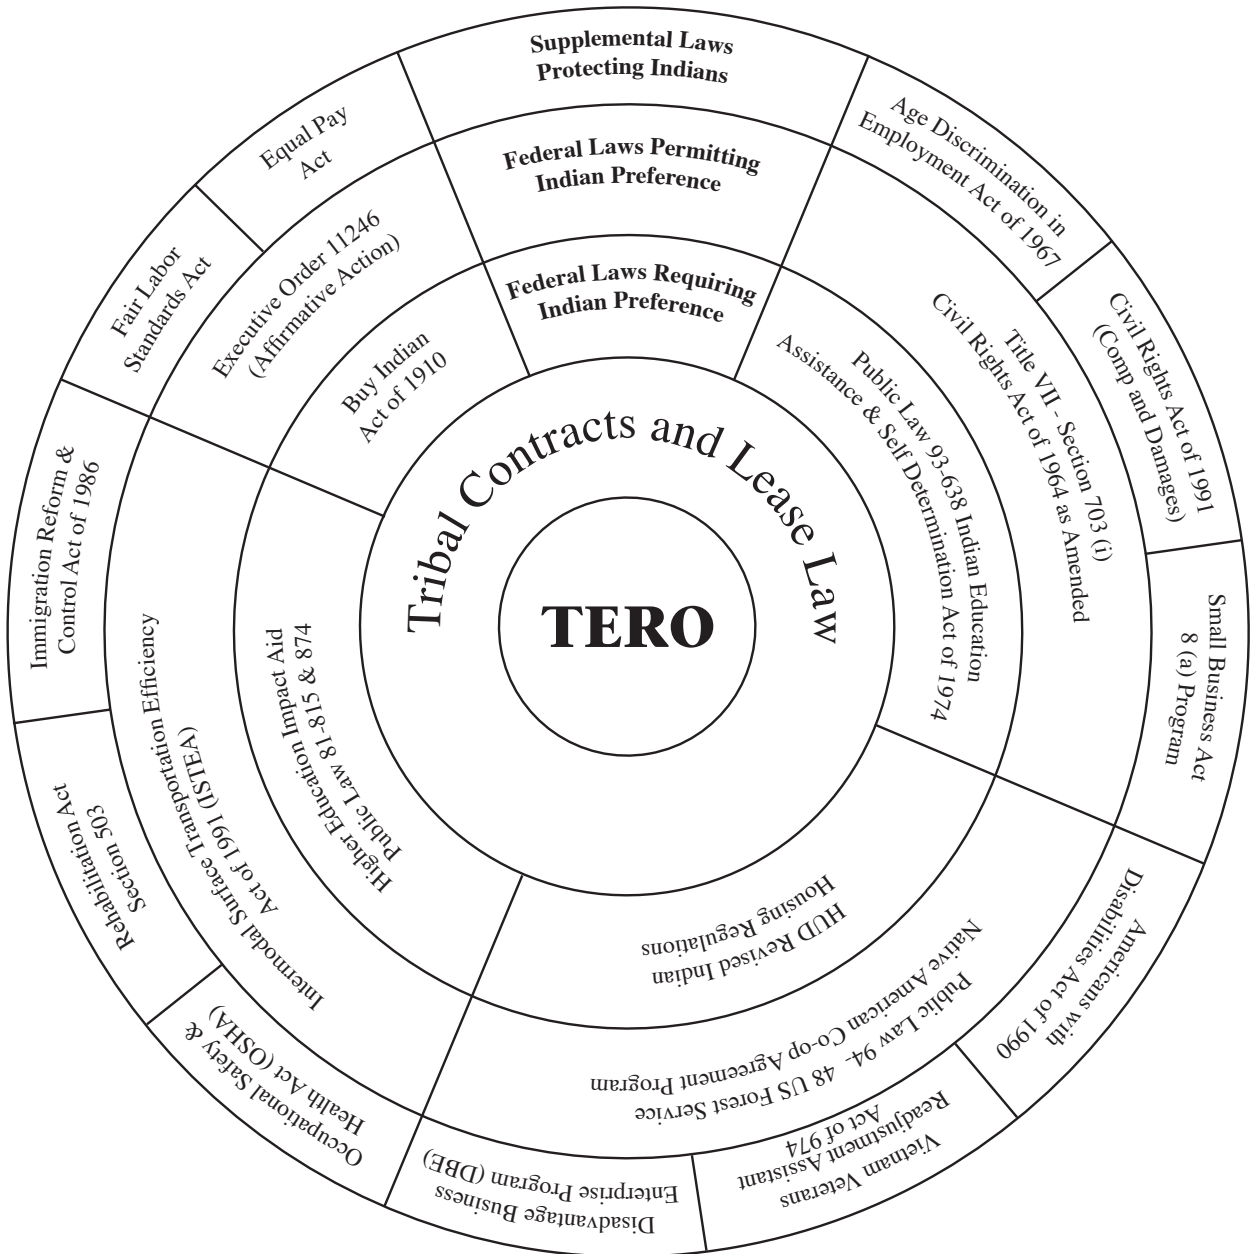 Supplemental Laws
Protecting Indians
Age Discrimination in
Employment Act of 1967
Civil Rights Act of 1991
(Comp and Damages)
Small Business Act
8 (a) Program
Americans with
Disabilities Act of 1990
Vietnam Veterans
Readjustment Assistant
Act of 974
Disadvantage Business
Enterprise Program (DBE)
Occupational Safety &
Health Act (OSHA)
Rehabilitation Act
Section 503
Immigration Reform &
Control Act of 1986
Fair Labor
Standards Act
Equal Pay
Act
Federal Laws Permitting
Indian Preference
Title VII - Section 703 (i)
Civil Rights Act of 1964 as Amended
Public Law 94- 48 US Forest Service
Native American Co-op Agreement Program
Intermodal Surface Transportation Efficiency
Act of 1991 (ISTEA)
Executive Order 11246
(Affirmative Action)
Federal Laws Requiring
Indian Preference
Public Law 93-638 Indian Education
Assistance & Self Determination Act of 1974
HUD Revised Indian
Housing Regulations
Higher Education Impact Aid
Public Law 81-815 & 874
Buy Indian
Act of 1910
Tribal Contracts and Lease Law
TERO